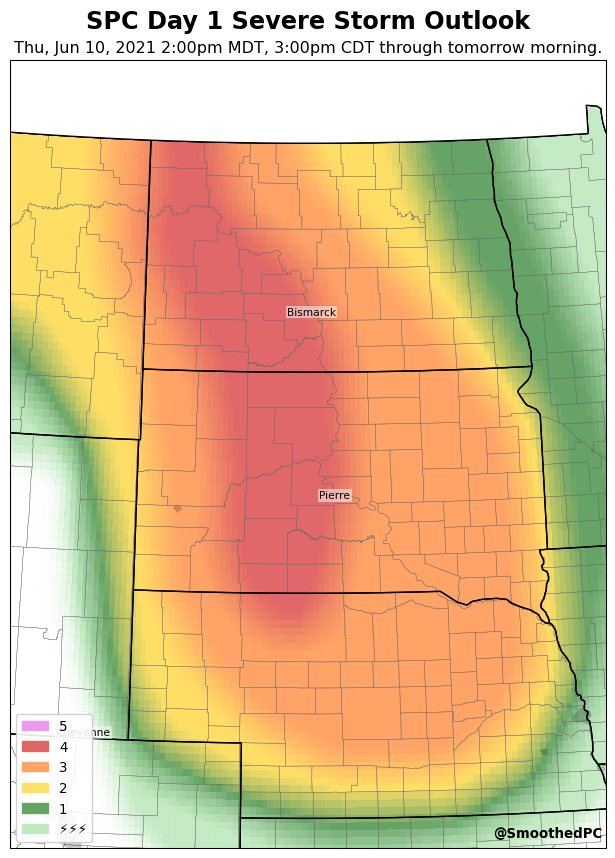 SPC Day 1 Severe Storm Outlook
Thu, Jun 10, 2021 2:00pm MDT, 3:00pm CDT through tomorrow morning.
Bismarck
Pierre
5
4
3
2
1
⚡⚡⚡
@SmoothedPC